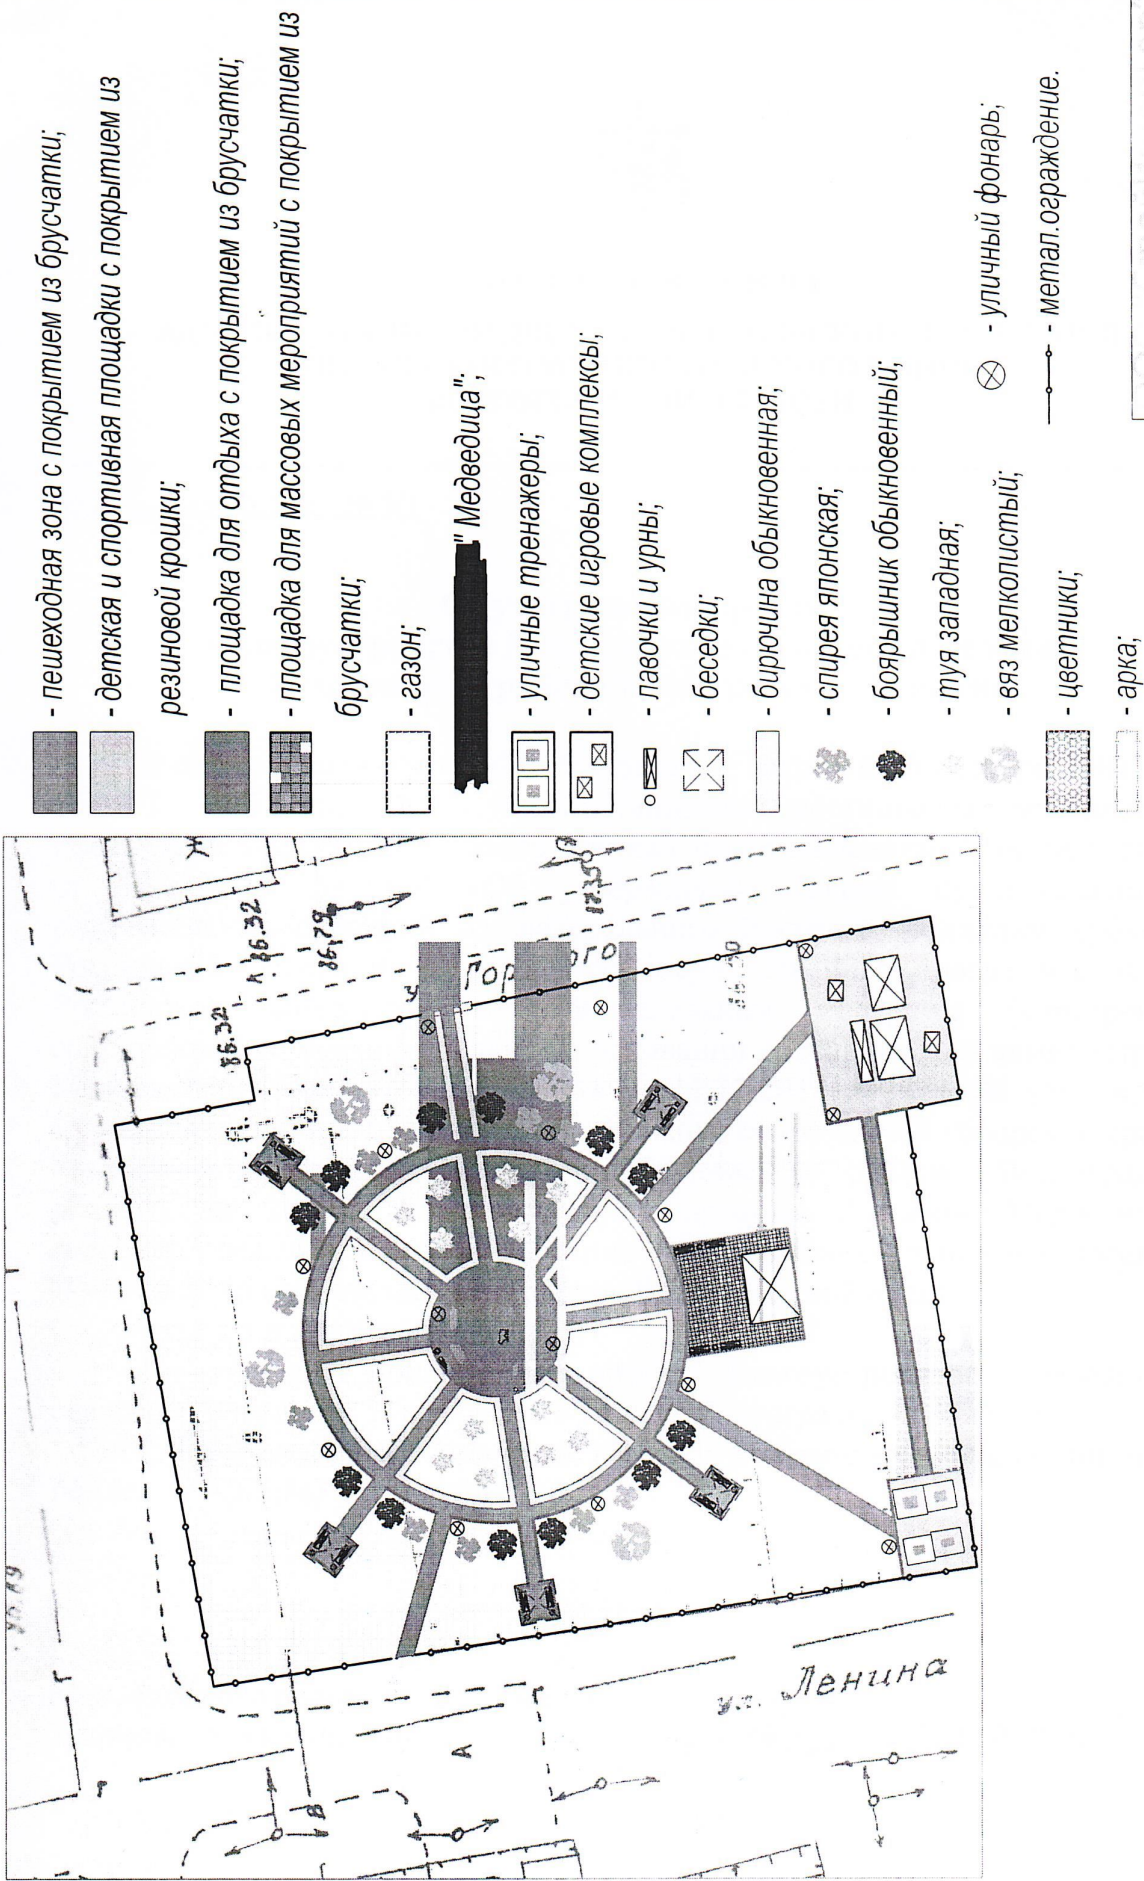 - пешеходная зона с покрытием из брусчатки;
- детская и спортивная площадки с покрытием из
резиновой крошки;
- площадка для отдыха с покрытием из брусчатки;
- площадка для массовых мероприятий с покрытием из
брусчатки;
- газон;
" Медведица";
- уличные тренажеры;
- детские игровые комплексы;
- лавочки и урны;
- беседки;
- бирючина обыкновенная;
- спирея японская;
- боярышник обыкновенный;
- туя западная;
- вяз мелколистый;
- цветники;
- арка;
- уличный фонарь;
- метал.ограждение.
Ж
86.32
86.32
86,79
ул. Ленина
А
В
Г